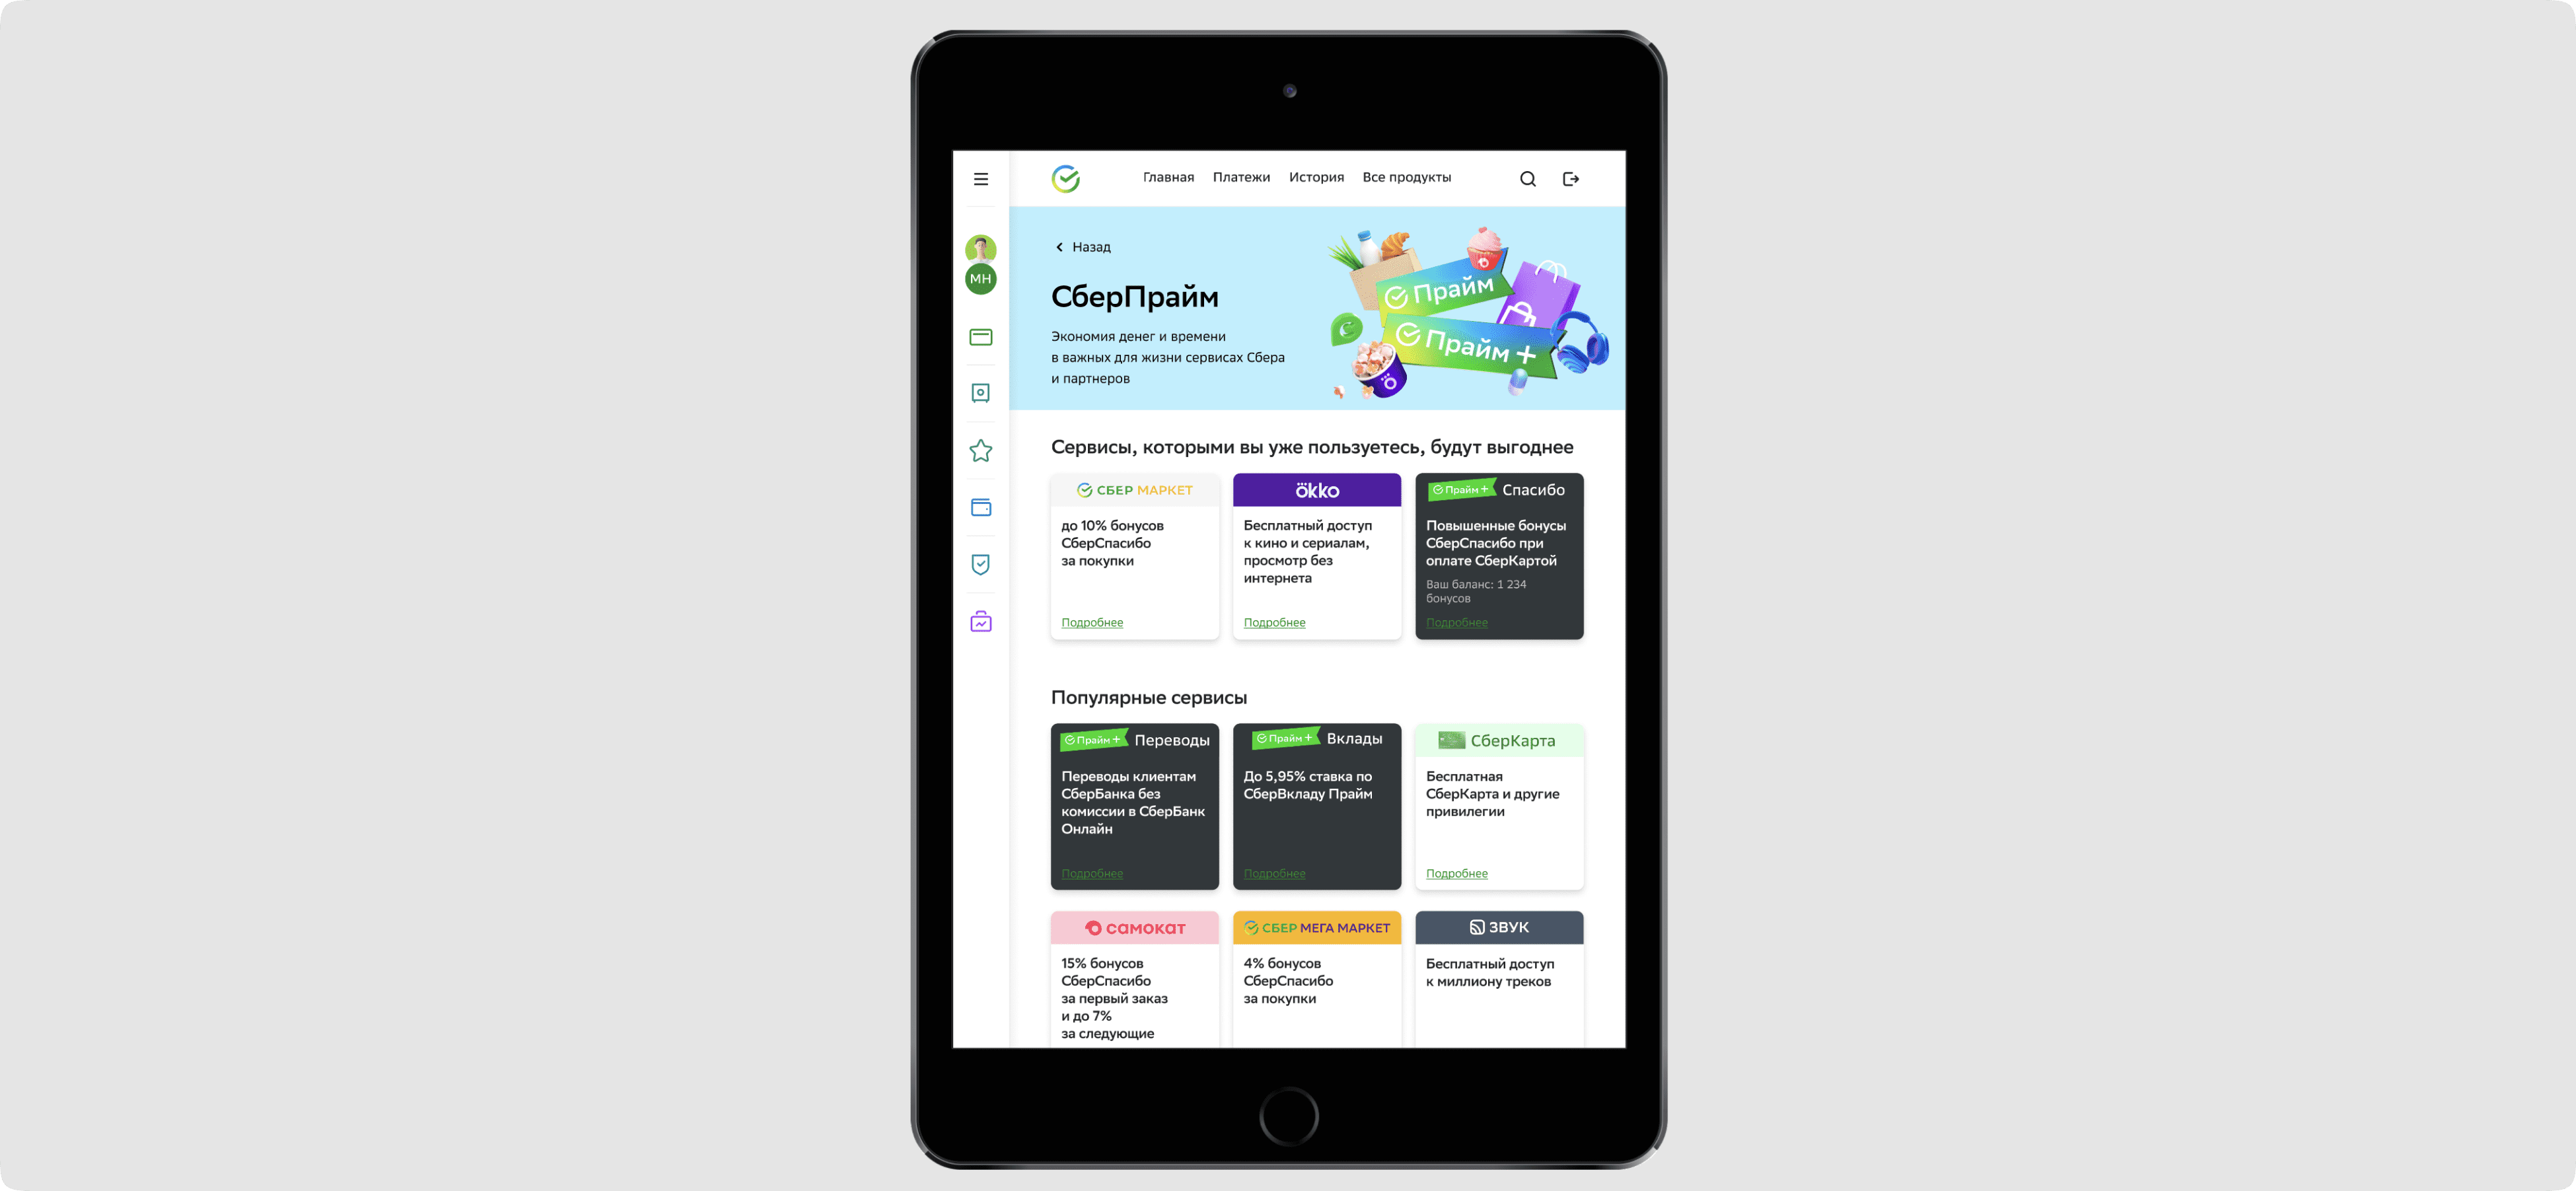 Главная Платежи История Все продукты
МН
Назад
СберПрайм
Экономия денег и времени
в важных для жизни сервисах Сбера
и партнеров
Прайм
Прайм +
Сервисы, которыми вы уже пользуетесь, будут выгоднее
СБЕР МАРКЕТ
до 10% бонусов
СберСпасибо
за покупки
Подробнее
ökko
Бесплатный доступ
к кино и сериалам,
просмотр без
интернета
Подробнее
Прайм + Спасибо
Повышенные бонусы
СберСпасибо при
оплате СберКартой
Ваш баланс: 1 234
бонусов
Подробнее
Популярные сервисы
Прайм + Переводы
Переводы клиентам
СберБанка без
комиссии в СберБанк
Онлайн
Подробнее
Прайм + Вклады
До 5,95% ставка по
СберВкладу Прайм
Подробнее
СберКарта
Бесплатная
СберКарта и другие
привилегии
Подробнее
самокат
15% бонусов
СберСпасибо
за первый заказ
и до 7%
за следующие
СБЕР МЕГА МАРКЕТ
4% бонусов
СберСпасибо
за покупки
ЗВУК
Бесплатный доступ
к миллиону треков